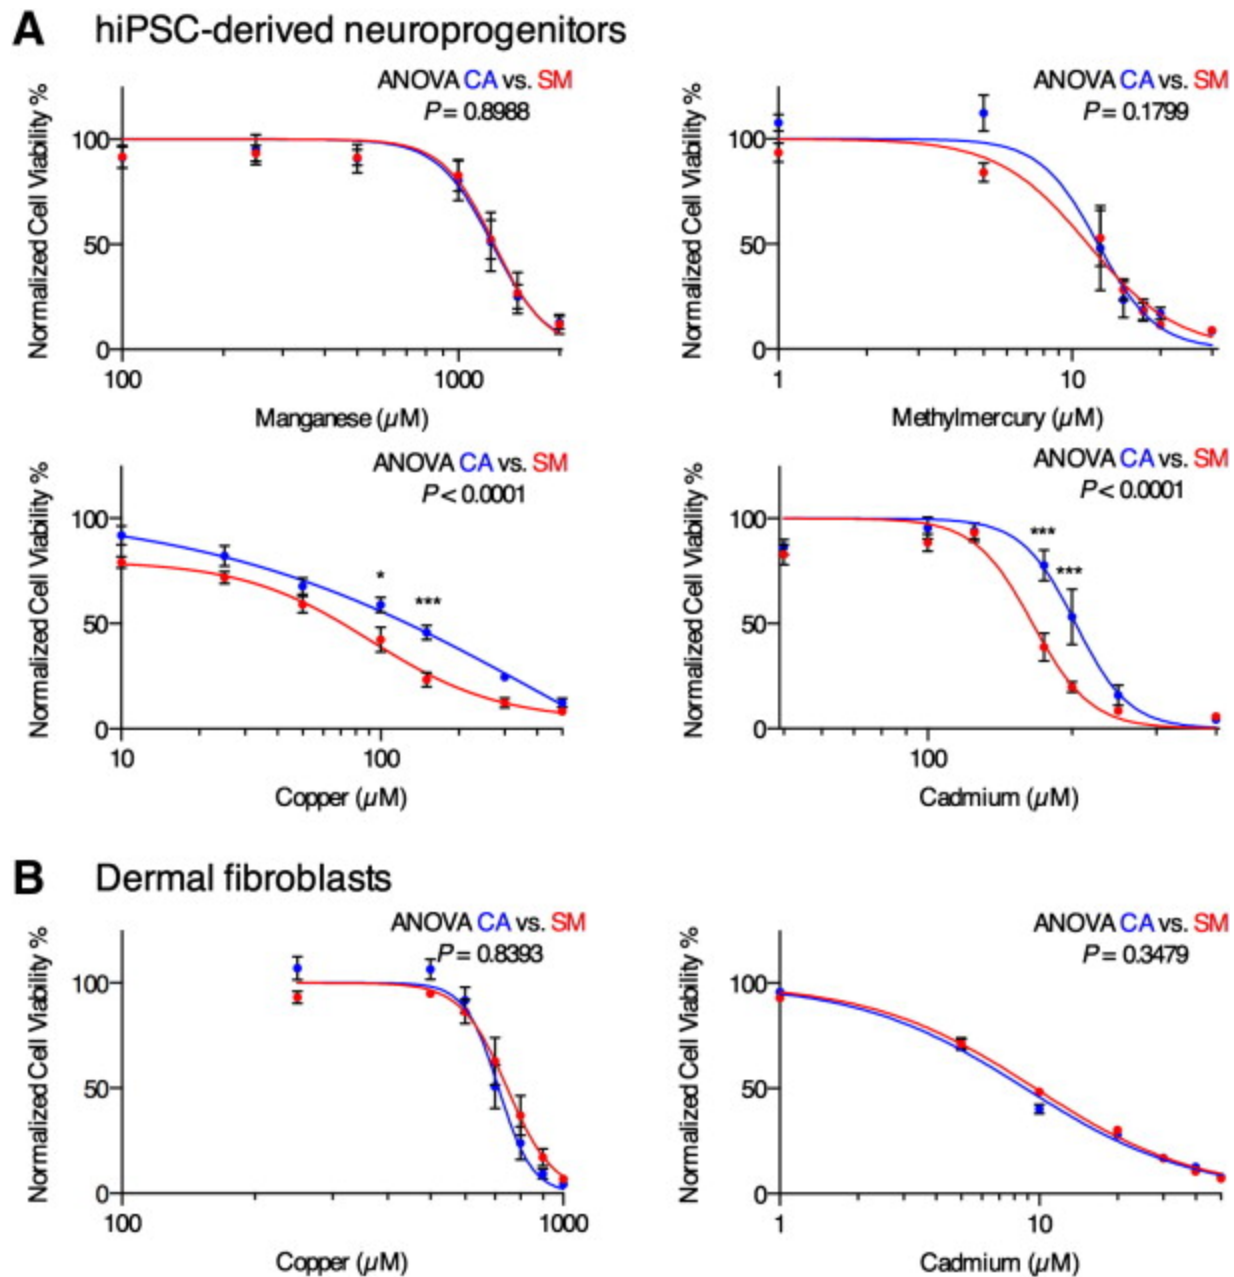 A hiPSC-derived neuroprogenitors
ANOVA CA vs. SM
P = 0.8988
Normalized Cell Viability %
100
50
0
100
1000
Manganese (µM)
ANOVA CA vs. SM
P = 0.1799
Normalized Cell Viability %
100
50
0
1
10
Methylmercury (µM)
ANOVA CA vs. SM
P < 0.0001
Normalized Cell Viability %
100
50
0
*
***
10
100
Copper (µM)
ANOVA CA vs. SM
P < 0.0001
Normalized Cell Viability %
100
50
0
***
***
100
Cadmium (µM)
B Dermal fibroblasts
ANOVA CA vs. SM
P = 0.8393
Normalized Cell Viability %
100
50
0
100
1000
Copper (µM)
ANOVA CA vs. SM
P = 0.3479
Normalized Cell Viability %
100
50
0
1
10
Cadmium (µM)